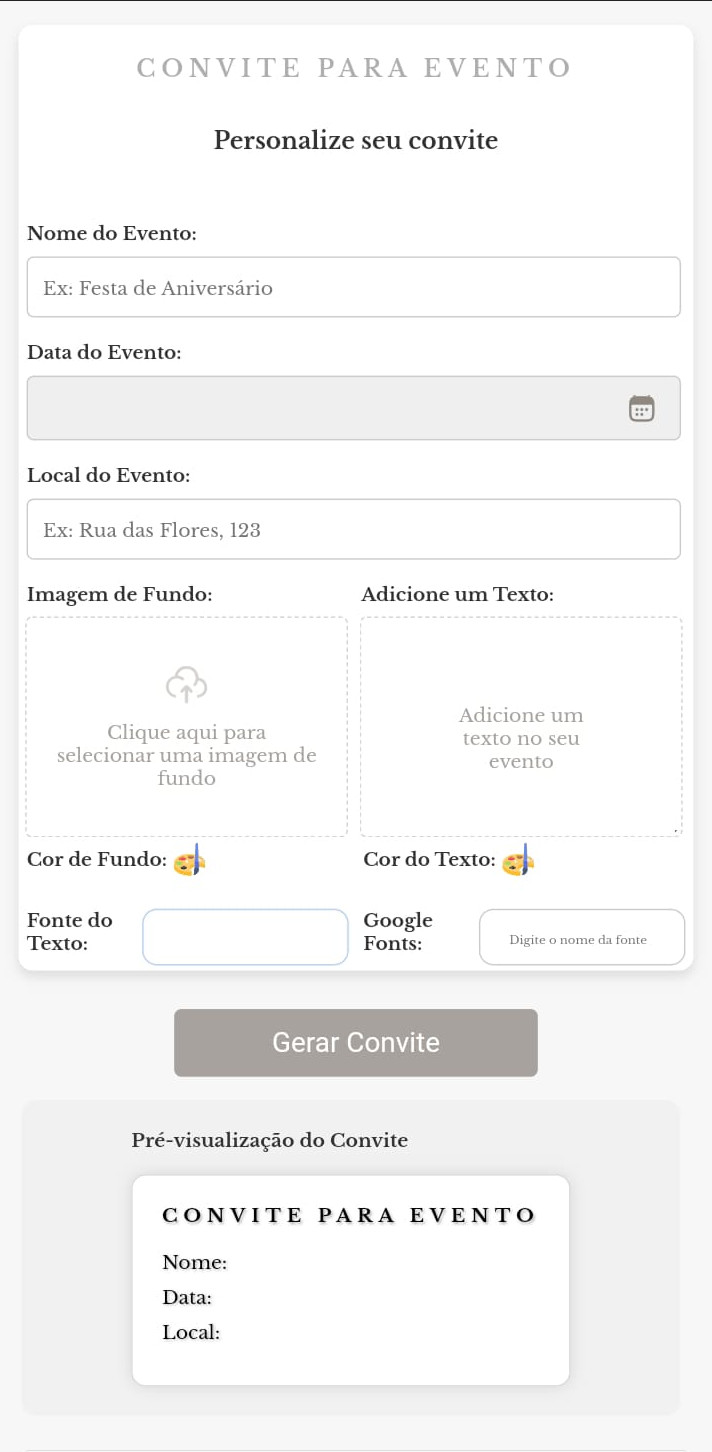 CONVITE PARA EVENTO
Personalize seu convite
Nome do Evento:
Ex: Festa de Aniversário
Data do Evento:
Local do Evento:
Ex: Rua das Flores, 123
Imagem de Fundo:
Clique aqui para
selecionar uma imagem de
fundo
Adicione um Texto:
Adicione um
texto no seu
evento
Cor de Fundo:
Cor do Texto:
Fonte do
Texto:
Google
Fonts:
Digite o nome da fonte
Gerar Convite
Pré-visualização do Convite
CONVITE PARA EVENTO
Nome:
Data:
Local: